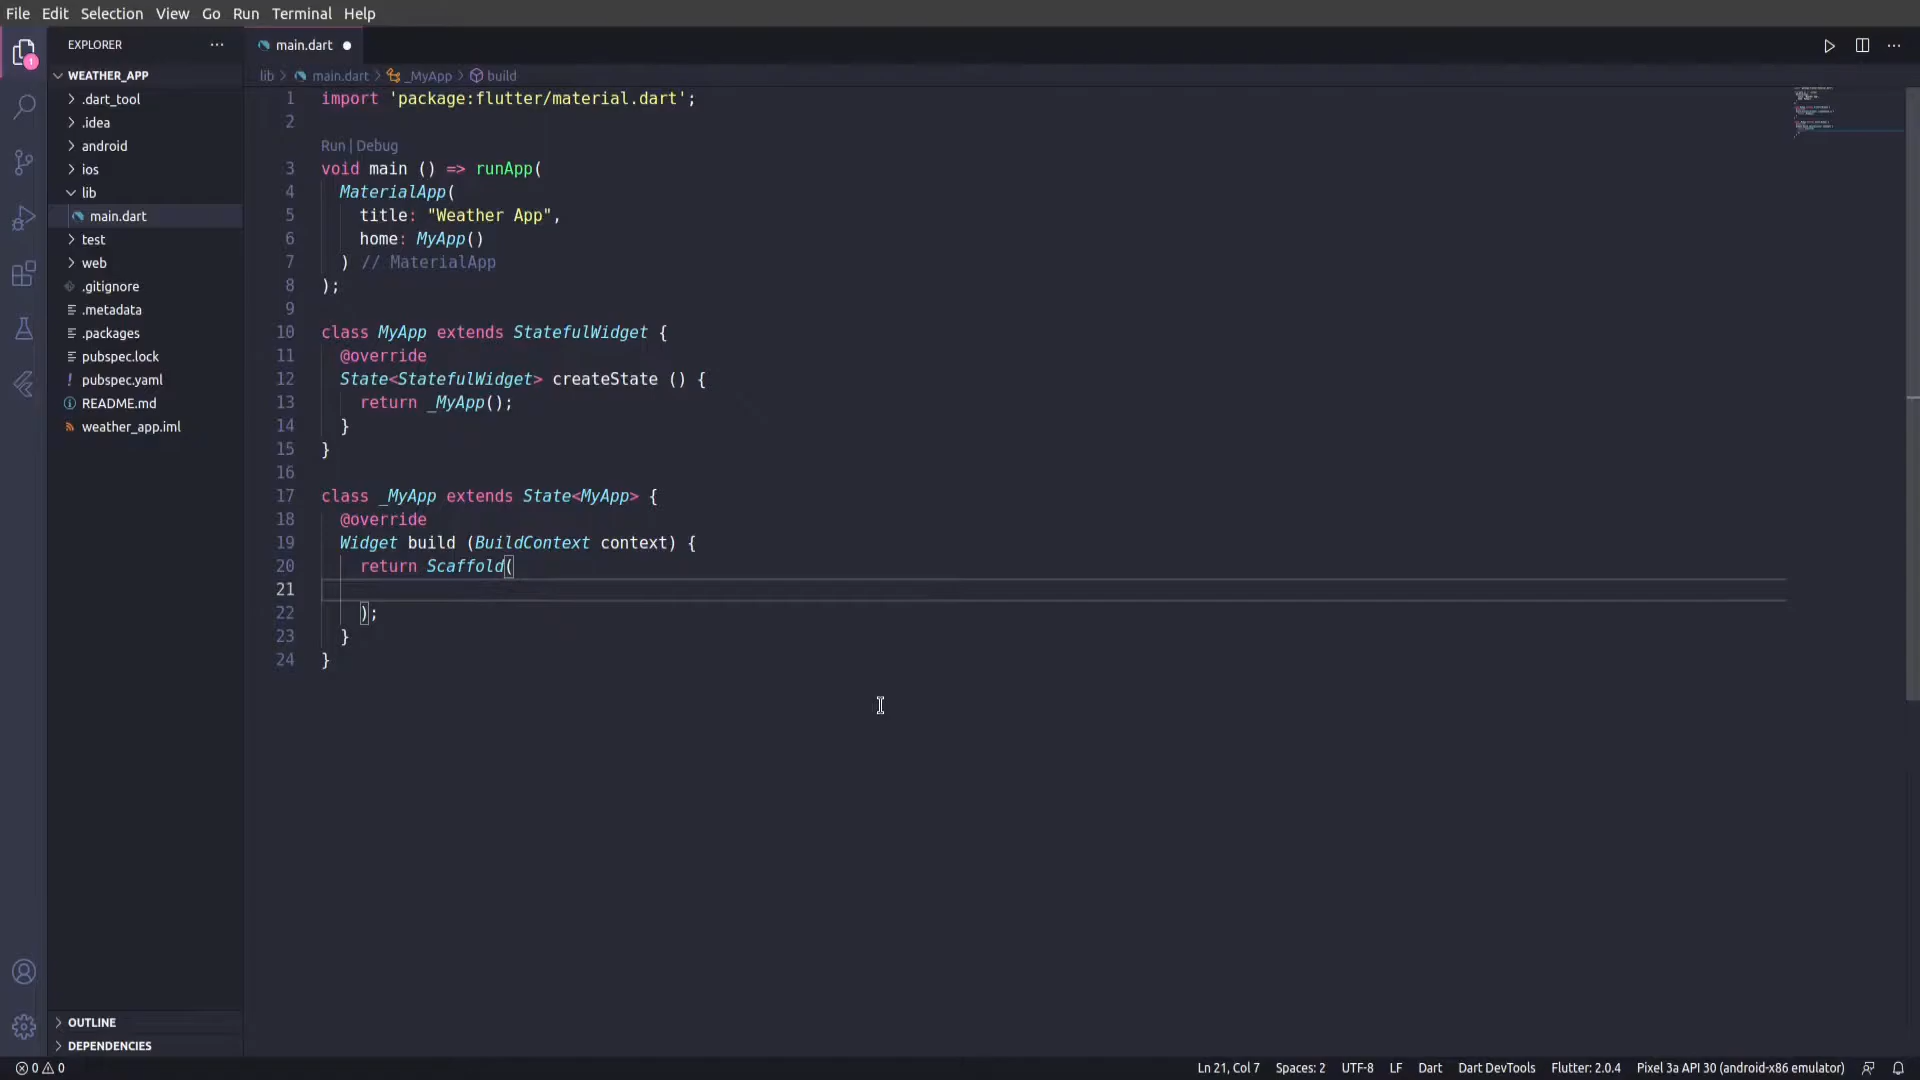 File Edit Selection View Go Run Terminal Help
EXPLORER
WEATHER_APP
.dart_tool
.idea
android
ios
lib
main.dart
test
web
.gitignore
.metadata
.packages
pubspec.lock
pubspec.yaml
README.md
weather_app.iml
OUTLINE
DEPENDENCIES
main.dart
lib > main.dart > _MyApp > build
1 import 'package:flutter/material.dart';
2
Run | Debug
3 void main () => runApp(
4 MaterialApp(
5 title: "Weather App",
6 home: MyApp()
7 ) // MaterialApp
8 );
9
10 class MyApp extends StatefulWidget {
11 @override
12 State<StatefulWidget> createState () {
13 return _MyApp();
14 }
15 }
16
17 class _MyApp extends State<MyApp> {
18 @override
19 Widget build (BuildContext context) {
20 return Scaffold(
21
22 );
23 }
24 }
0 0 Ln 21, Col 7 Spaces: 2 UTF-8 LF Dart Dart DevTools Flutter: 2.0.4 Pixel 3a API 30 (android-x86 emulator)